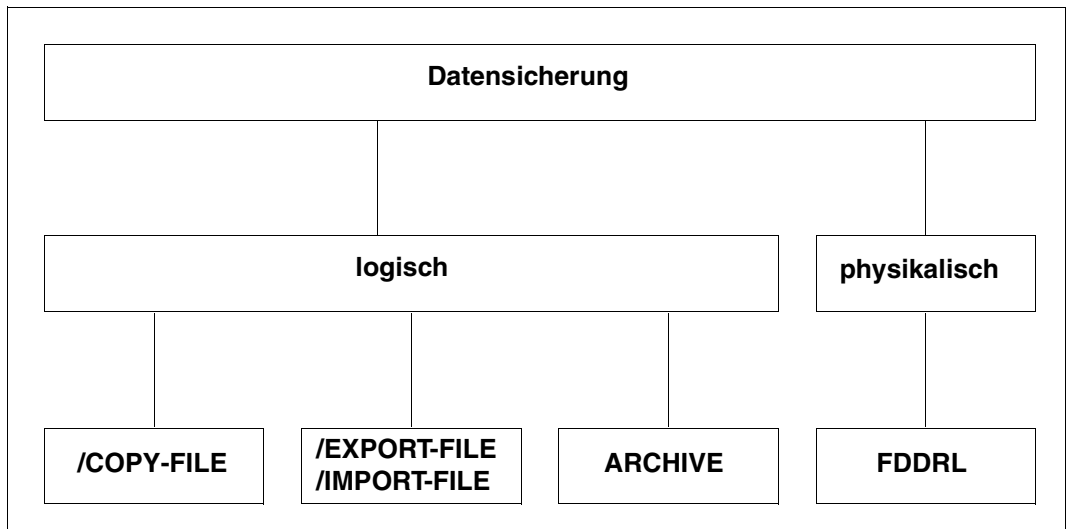 Datensicherung
logisch
physikalisch
/COPY-FILE
/EXPORT-FILE
/IMPORT-FILE
ARCHIVE
FDDRL